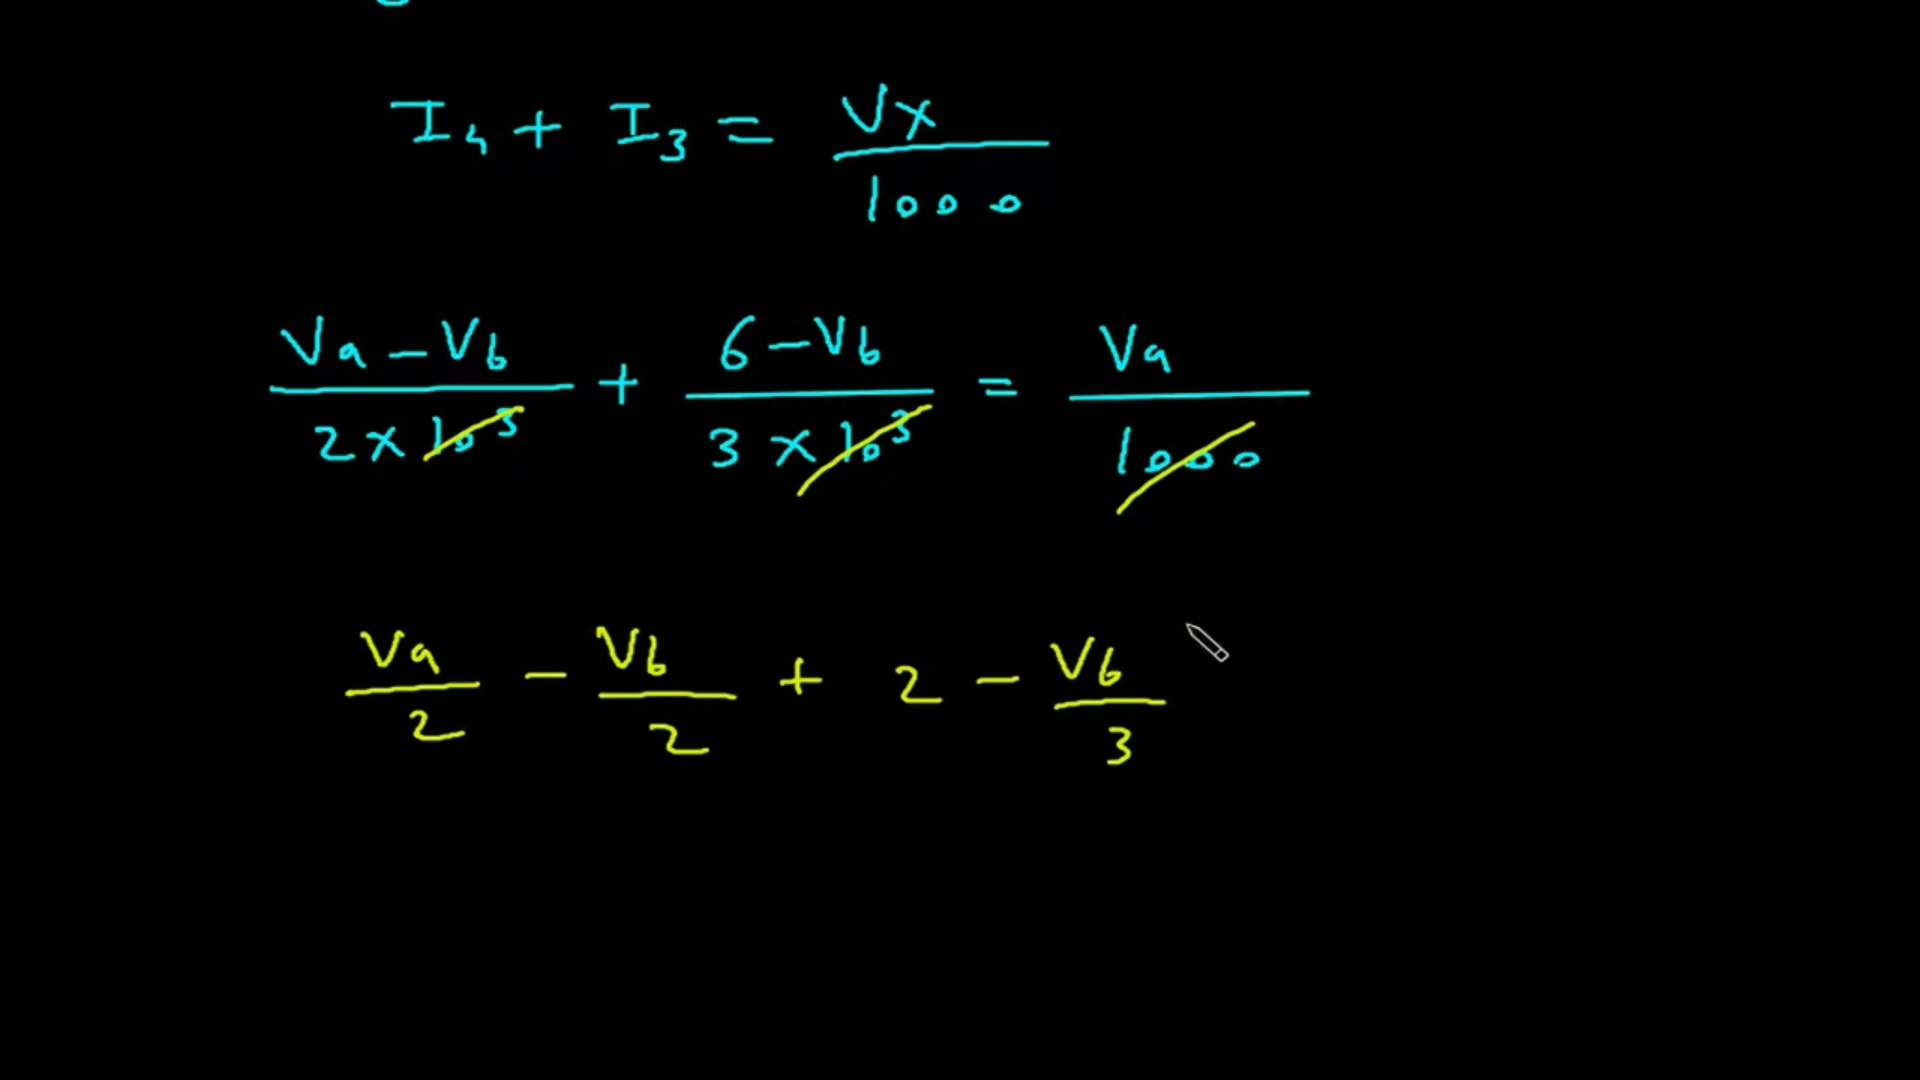 I₄ + I₃ = Vx / 1000
(Va − Vb) / (2 × 10³) + (6 − Vb) / (3 × 10³) = Va / 1000
Va / 2 − Vb / 2 + 2 − Vb / 3